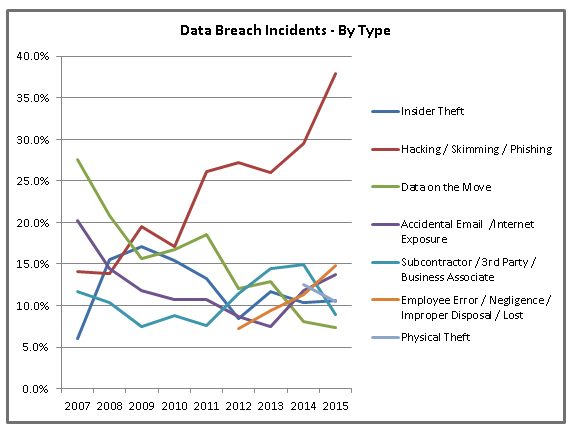 Data Breach Incidents - By Type
40.0%
35.0%
30.0%
25.0%
20.0%
15.0%
10.0%
5.0%
0.0%
2007 2008 2009 2010 2011 2012 2013 2014 2015
Insider Theft
Hacking / Skimming / Phishing
Data on the Move
Accidental Email /Internet
Exposure
Subcontractor / 3rd Party /
Business Associate
Employee Error / Negligence /
Improper Disposal / Lost
Physical Theft